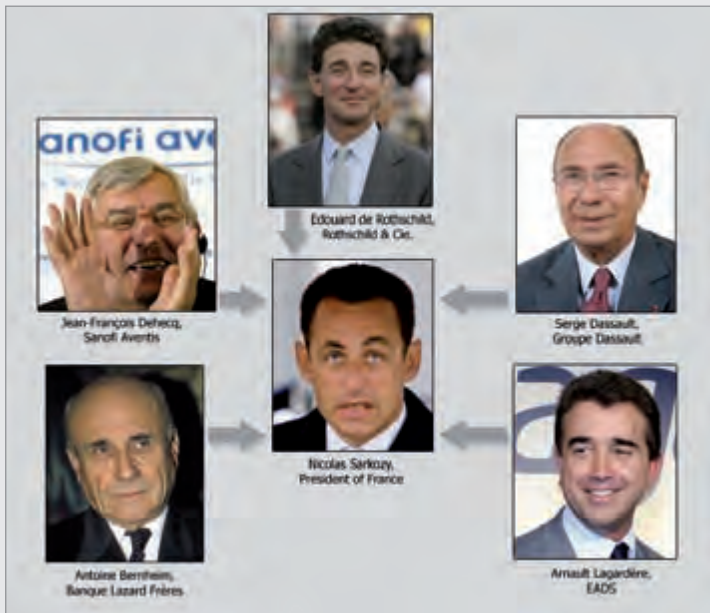 anofi ave
Edouard de Rothschild,
Rothschild & Cie.
Jean-François Dehecq,
Sanofi Aventis
Serge Dassault,
Groupe Dassault
Nicolas Sarkozy,
President of France
Antoine Bernheim,
Banque Lazard Frères
Arnault Lagardère,
EADS